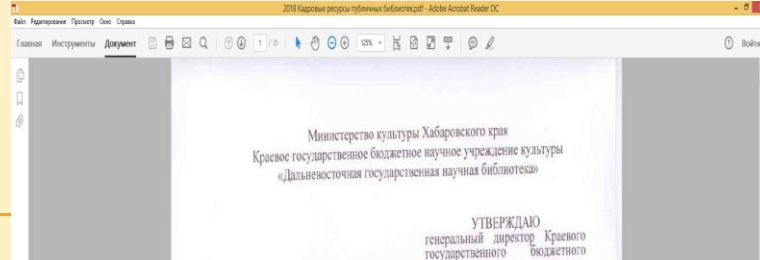 2018 Кадровые ресурсы публичных библиотек.pdf - Adobe Acrobat Reader DC
Файл Редактирование Просмотр Окно Справка
Главная Инструменты Документ 1 / 35 125% Войти
Министерство культуры Хабаровского края
Краевое государственное бюджетное научное учреждение культуры
«Дальневосточная государственная научная библиотека»
УТВЕРЖДАЮ
генеральный директор Краевого
государственного бюджетного